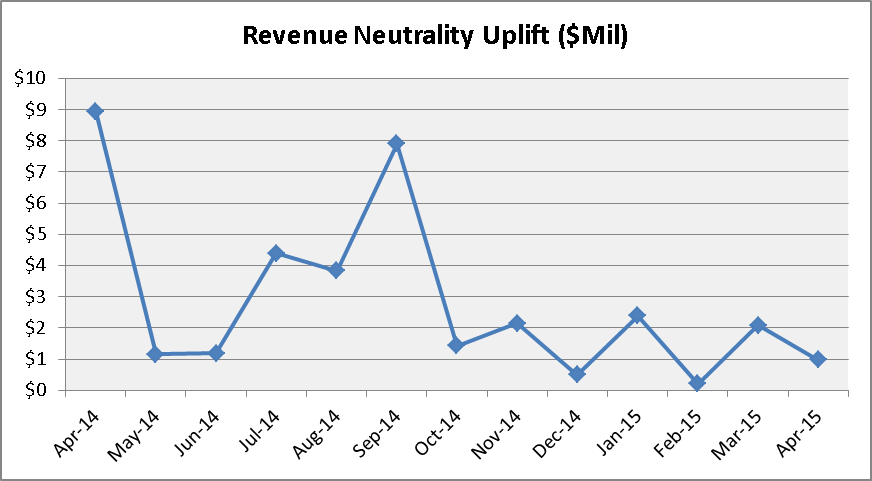 Revenue Neutrality Uplift ($Mil)
$10
$9
$8
$7
$6
$5
$4
$3
$2
$1
$0
Apr-14
May-14
Jun-14
Jul-14
Aug-14
Sep-14
Oct-14
Nov-14
Dec-14
Jan-15
Feb-15
Mar-15
Apr-15